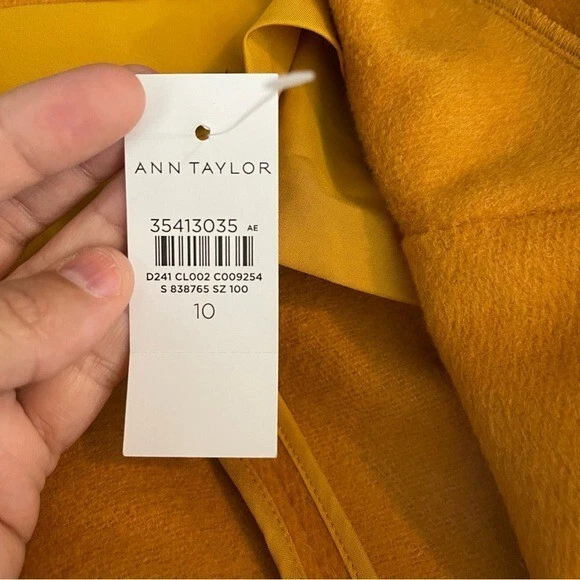 ANN TAYLOR
35413035 AE
D241 CL002 C009254
S 838765 SZ 100
10